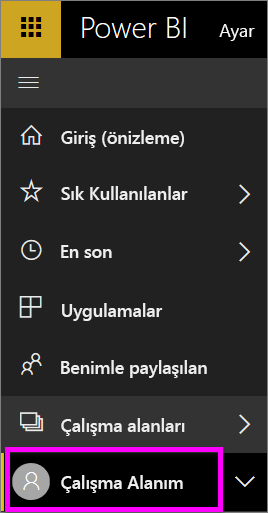 Power BI Ayar
Giriş (önizleme)
Sık Kullanılanlar
En son
Uygulamalar
Benimle paylaşılan
Çalışma alanları
Çalışma Alanım